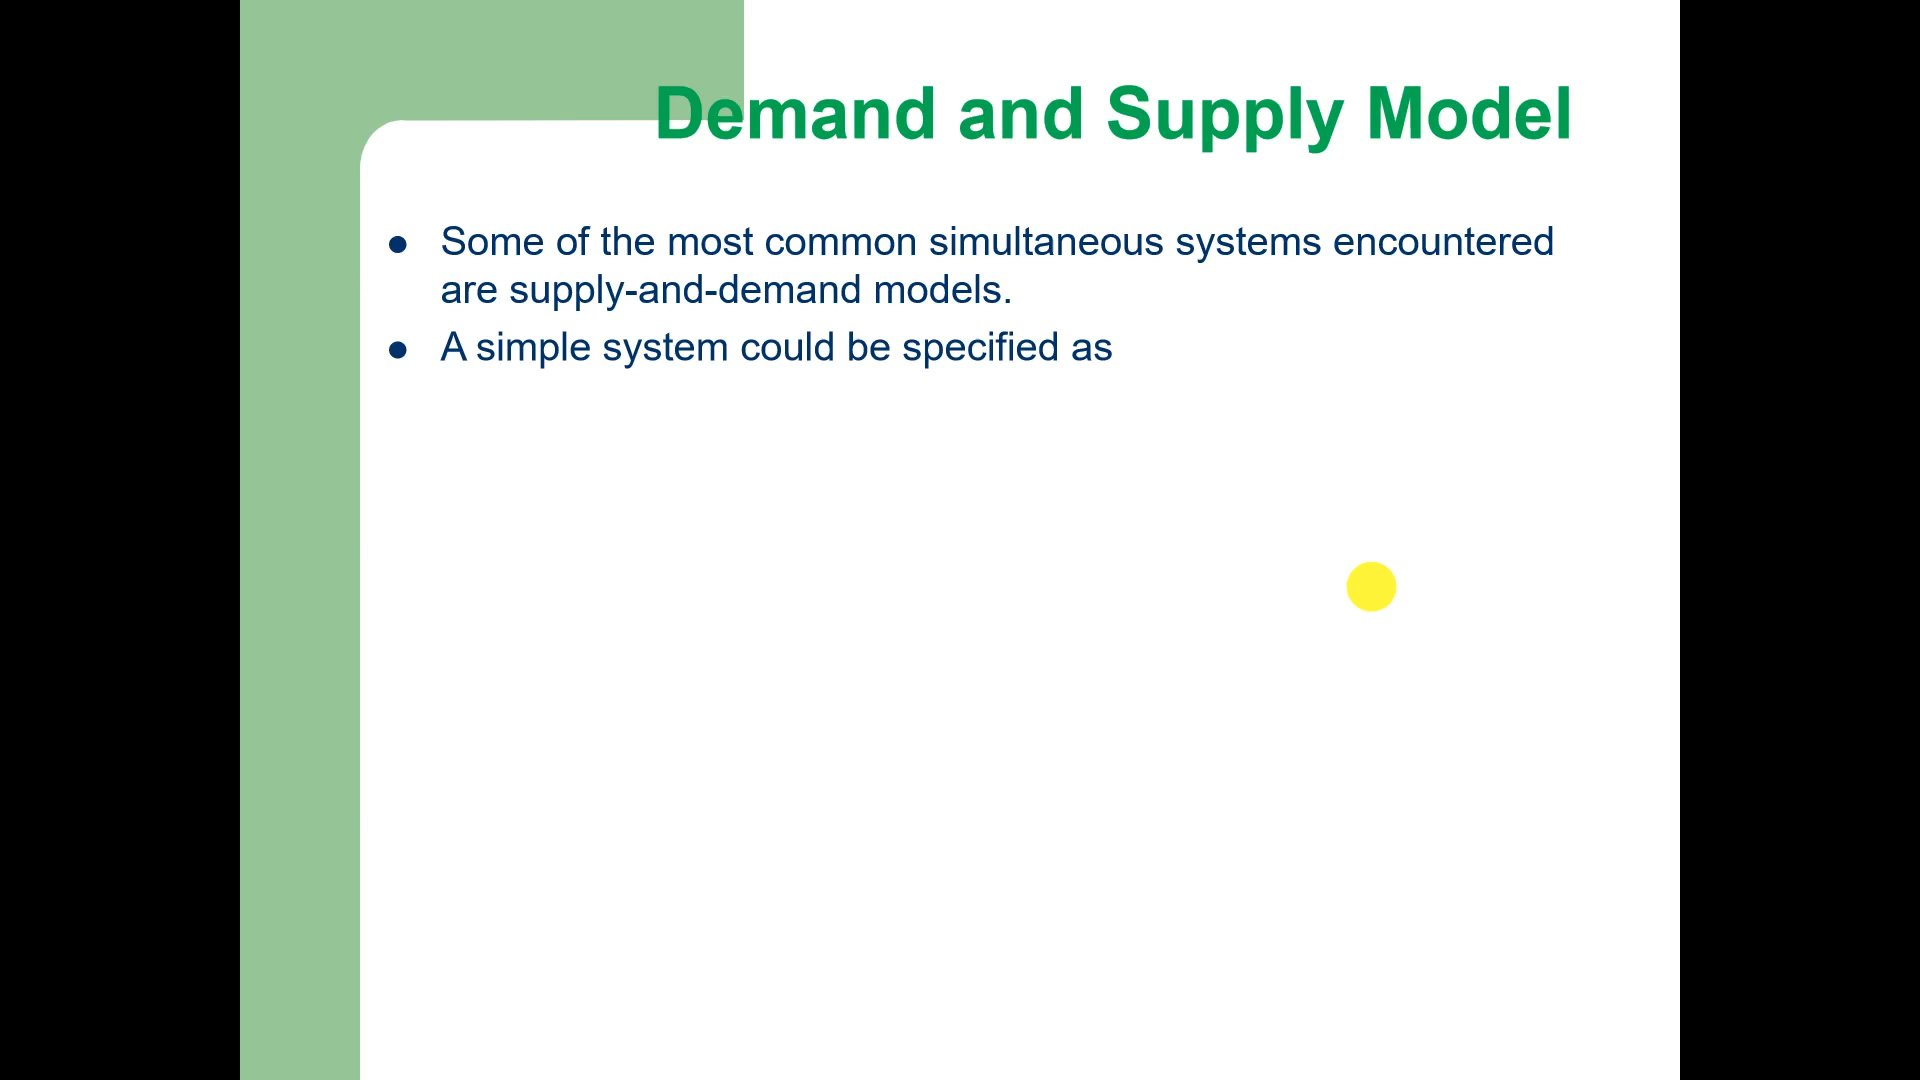 Demand and Supply Model
● Some of the most common simultaneous systems encountered
are supply-and-demand models.
● A simple system could be specified as